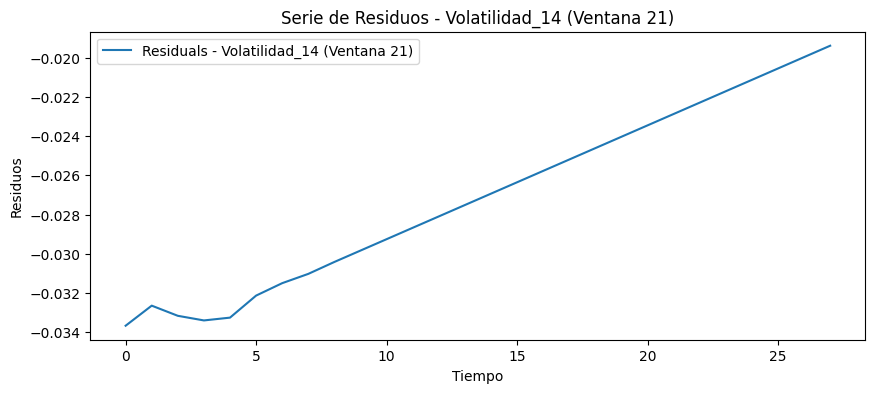 Serie de Residuos - Volatilidad_14 (Ventana 21)
Residuals - Volatilidad_14 (Ventana 21)
−0.020
−0.022
−0.024
−0.026
−0.028
−0.030
−0.032
−0.034
Residuos
0 5 10 15 20 25
Tiempo